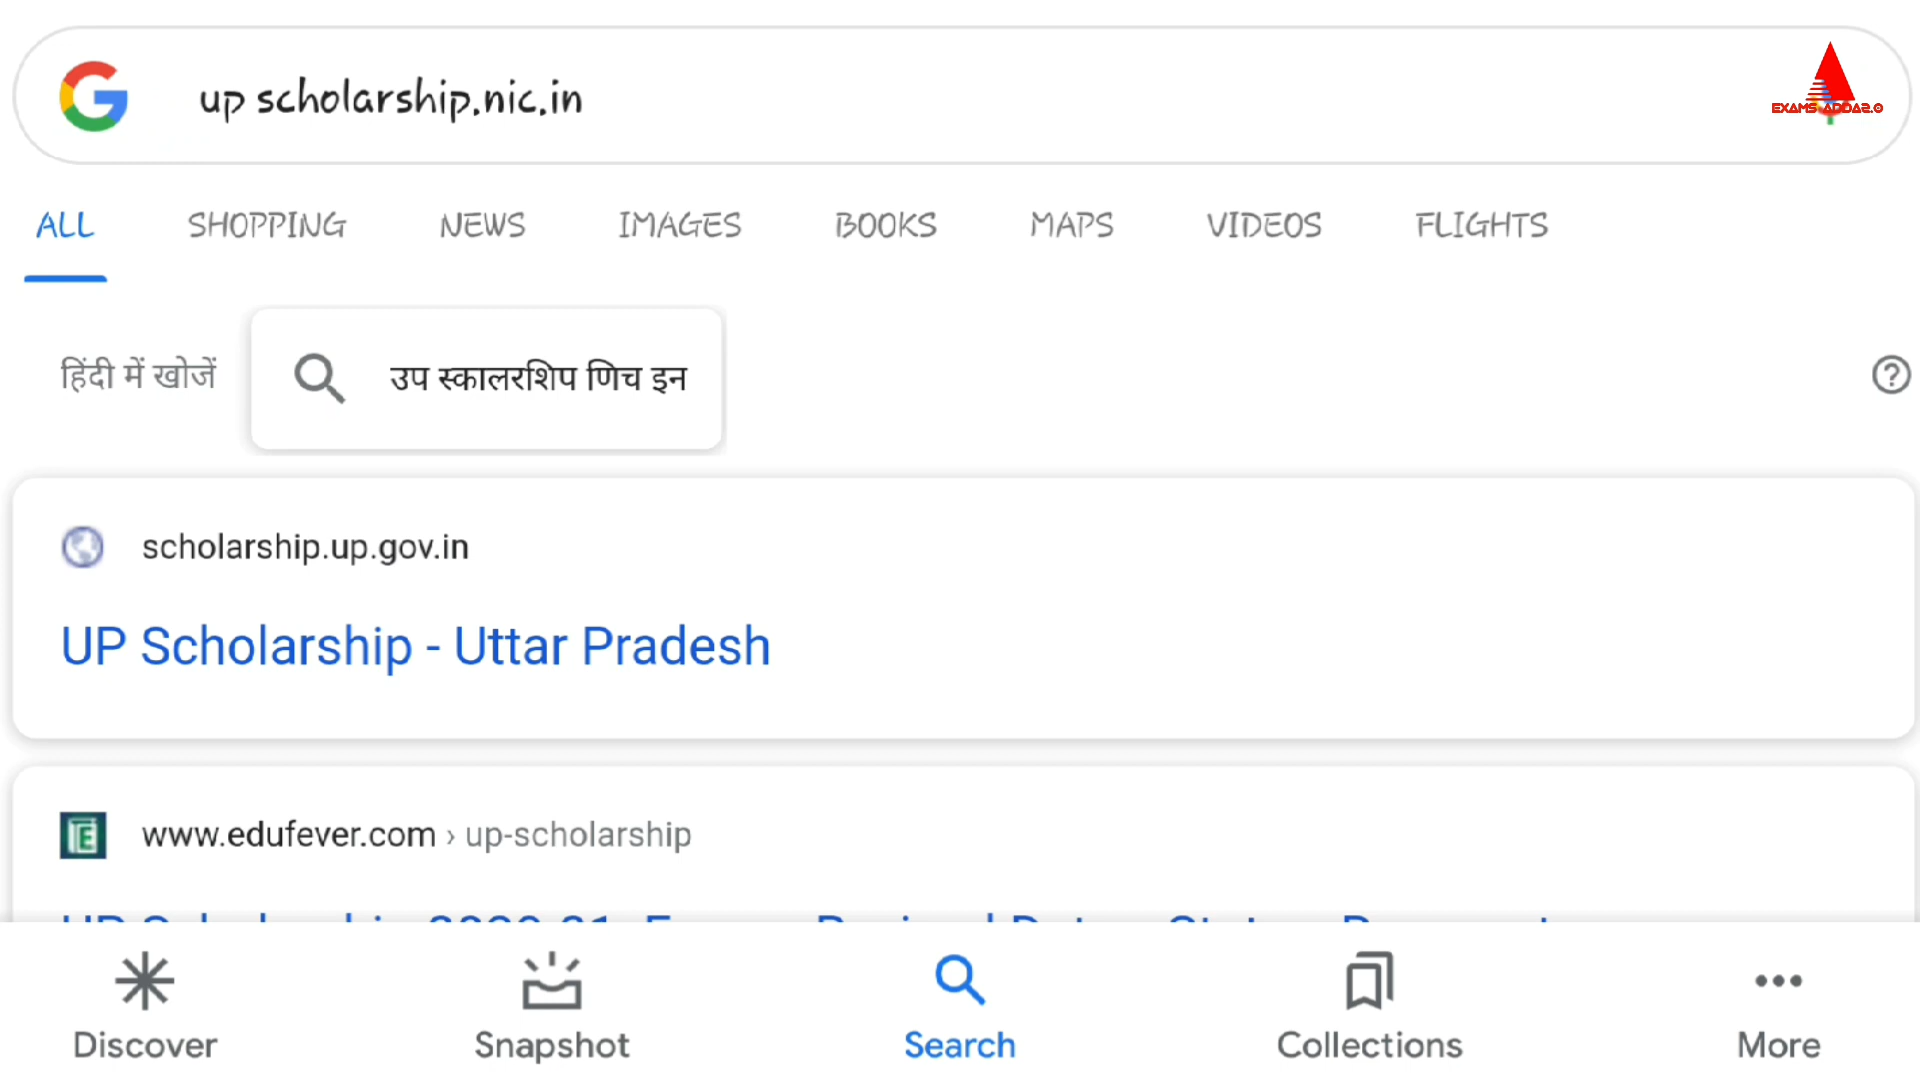 up scholarship.nic.in
EXAMS ADDA2.0
ALL SHOPPING NEWS IMAGES BOOKS MAPS VIDEOS FLIGHTS
हिंदी में खोजें
उप स्कालरशिप णिच इन
scholarship.up.gov.in
UP Scholarship - Uttar Pradesh
www.edufever.com › up-scholarship
Discover Snapshot Search Collections More